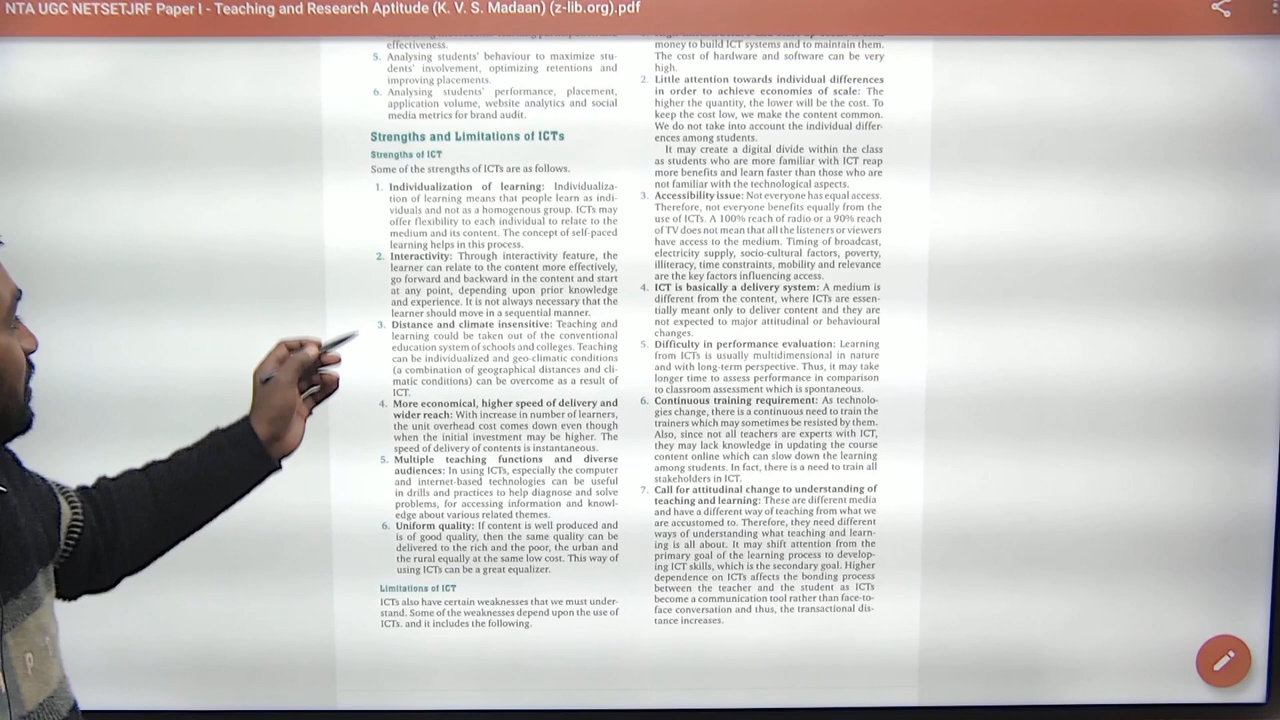 NTA UGC NETSETJRF Paper I - Teaching and Research Aptitude (K. V. S. Madaan) (z-lib.org).pdf
effectiveness.
5. Analysing students' behaviour to maximize stu-
dents' involvement, optimizing retentions and
improving placements.
6. Analysing students' performance, placement,
application volume, website analytics and social
media metrics for brand audit.
Strengths and Limitations of ICTs
Strengths of ICT
Some of the strengths of ICTs are as follows.
1. Individualization of learning: Individualiza-
tion of learning means that people learn as indi-
viduals and not as a homogenous group. ICTs may
offer flexibility to each individual to relate to the
medium and its content. The concept of self-paced
learning helps in this process.
2. Interactivity: Through interactivity feature, the
learner can relate to the content more effectively,
go forward and backward in the content and start
at any point, depending upon prior knowledge
and experience. It is not always necessary that the
learner should move in a sequential manner.
3. Distance and climate insensitive: Teaching and
learning could be taken out of the conventional
education system of schools and colleges. Teaching
can be individualized and geo-climatic conditions
(a combination of geographical distances and cli-
matic conditions) can be overcome as a result of
ICT.
4. More economical, higher speed of delivery and
wider reach: With increase in number of learners,
the unit overhead cost comes down even though
when the initial investment may be higher. The
speed of delivery of contents is instantaneous.
5. Multiple teaching functions and diverse
audiences: In using ICTs, especially the computer
and internet-based technologies can be useful
in drills and practices to help diagnose and solve
problems, for accessing information and knowl-
edge about various related themes.
6. Uniform quality: If content is well produced and
is of good quality, then the same quality can be
delivered to the rich and the poor, the urban and
the rural equally at the same low cost. This way of
using ICTs can be a great equalizer.
Limitations of ICT
ICTs also have certain weaknesses that we must under-
stand. Some of the weaknesses depend upon the use of
ICTs, and it includes the following.
money to build ICT systems and to maintain them.
The cost of hardware and software can be very
high.
2. Little attention towards individual differences
in order to achieve economies of scale: The
higher the quantity, the lower will be the cost. To
keep the cost low, we make the content common.
We do not take into account the individual differ-
ences among students.
It may create a digital divide within the class
as students who are more familiar with ICT reap
more benefits and learn faster than those who are
not familiar with the technological aspects.
3. Accessibility issue: Not everyone has equal access.
Therefore, not everyone benefits equally from the
use of ICTs. A 100% reach of radio or a 90% reach
of TV does not mean that all the listeners or viewers
have access to the medium. Timing of broadcast,
electricity supply, socio-cultural factors, poverty,
illiteracy, time constraints, mobility and relevance
are the key factors influencing access.
4. ICT is basically a delivery system: A medium is
different from the content, where ICTs are essen-
tially meant only to deliver content and they are
not expected to major attitudinal or behavioural
changes.
5. Difficulty in performance evaluation: Learning
from ICTs is usually multidimensional in nature
and with long-term perspective. Thus, it may take
longer time to assess performance in comparison
to classroom assessment which is spontaneous.
6. Continuous training requirement: As technolo-
gies change, there is a continuous need to train the
trainers which may sometimes be resisted by them.
Also, since not all teachers are experts with ICT,
they may lack knowledge in updating the course
content online which can slow down the learning
among students. In fact, there is a need to train all
stakeholders in ICT.
7. Call for attitudinal change to understanding of
teaching and learning: These are different media
and have a different way of teaching from what we
are accustomed to. Therefore, they need different
ways of understanding what teaching and learn-
ing is all about. It may shift attention from the
primary goal of the learning process to develop-
ing ICT skills, which is the secondary goal. Higher
dependence on ICTs affects the bonding process
between the teacher and the student as ICTs
become a communication tool rather than face-to-
face conversation and thus, the transactional dis-
tance increases.